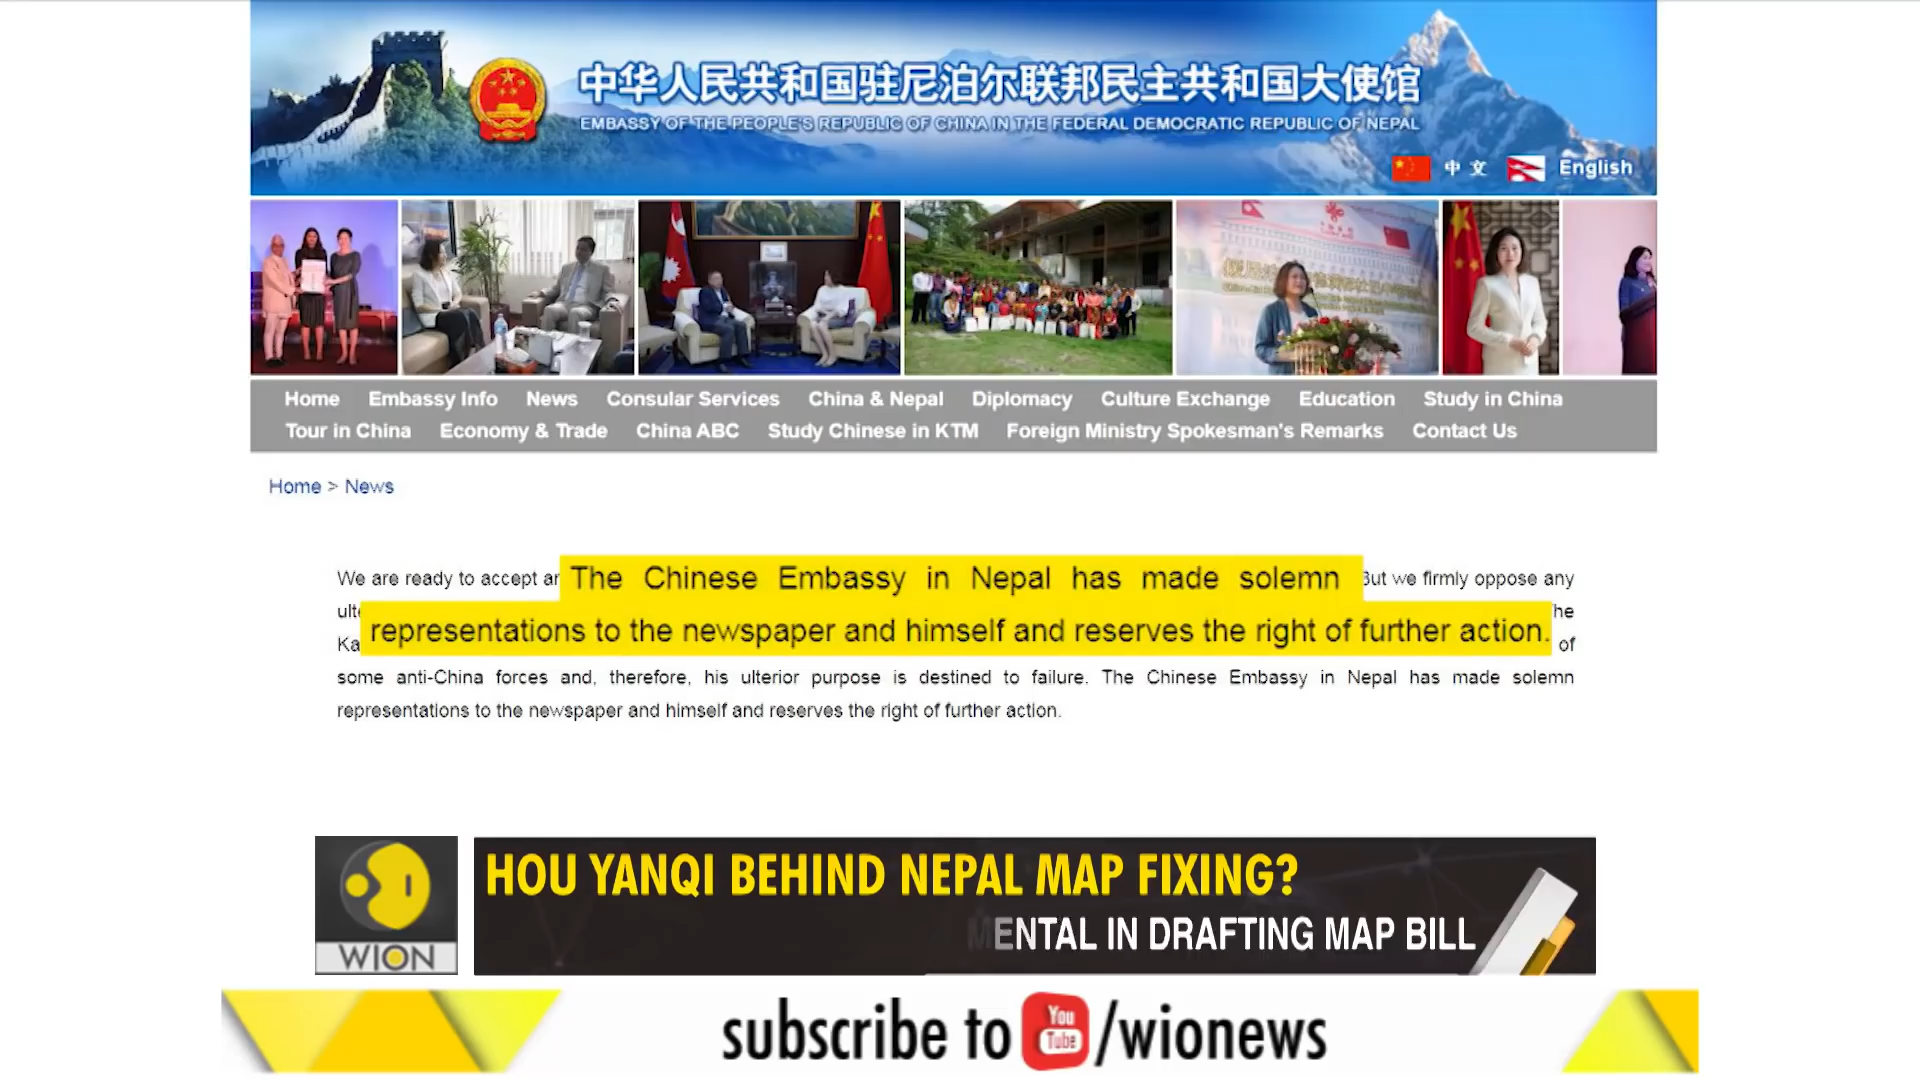 中华人民共和国驻尼泊尔联邦民主共和国大使馆
EMBASSY OF THE PEOPLE'S REPUBLIC OF CHINA IN THE FEDERAL DEMOCRATIC REPUBLIC OF NEPAL
中 文 English
Home Embassy Info News Consular Services China & Nepal Diplomacy Culture Exchange Education Study in China
Tour in China Economy & Trade China ABC Study Chinese in KTM Foreign Ministry Spokesman's Remarks Contact Us
Home > News
We are ready to accept The Chinese Embassy in Nepal has made solemn But we firmly oppose any
representations to the newspaper and himself and reserves the right of further action. of
some anti-China forces and, therefore, his ulterior purpose is destined to failure. The Chinese Embassy in Nepal has made solemn
representations to the newspaper and himself and reserves the right of further action.
HOU YANQI BEHIND NEPAL MAP FIXING?
MENTAL IN DRAFTING MAP BILL
WION
subscribe to You Tube /wionews